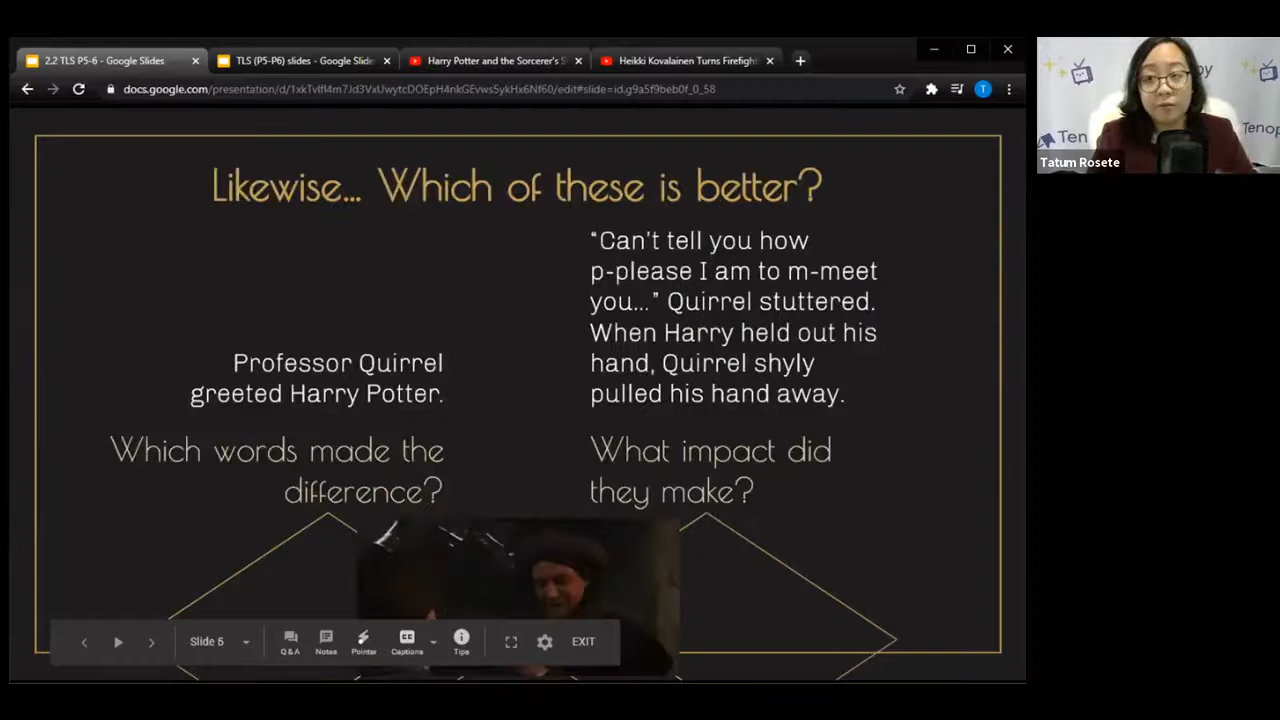 2.2 TLS P5-6 - Google Slides
TLS (P5-P6) slides - Google Slide
Harry Potter and the Sorcerer's S
Heikki Kovalainen Turns Firefight
docs.google.com/presentation/d/1xkTvlfI4m7Jd3VxUwytcDOEpH4nkGEvws5ykHx6Nf60/edit#slide=id.g9a5f9beb0f_0_58
T
Likewise... Which of these is better?
Professor Quirrel
greeted Harry Potter.
“Can't tell you how
p-please I am to m-meet
you...” Quirrel stuttered.
When Harry held out his
hand, Quirrel shyly
pulled his hand away.
Which words made the
difference?
What impact did
they make?
Slide 5
Q&A
Notes
Pointer
Captions
Tips
EXIT
Ten
Tenop
Tatum Rosete